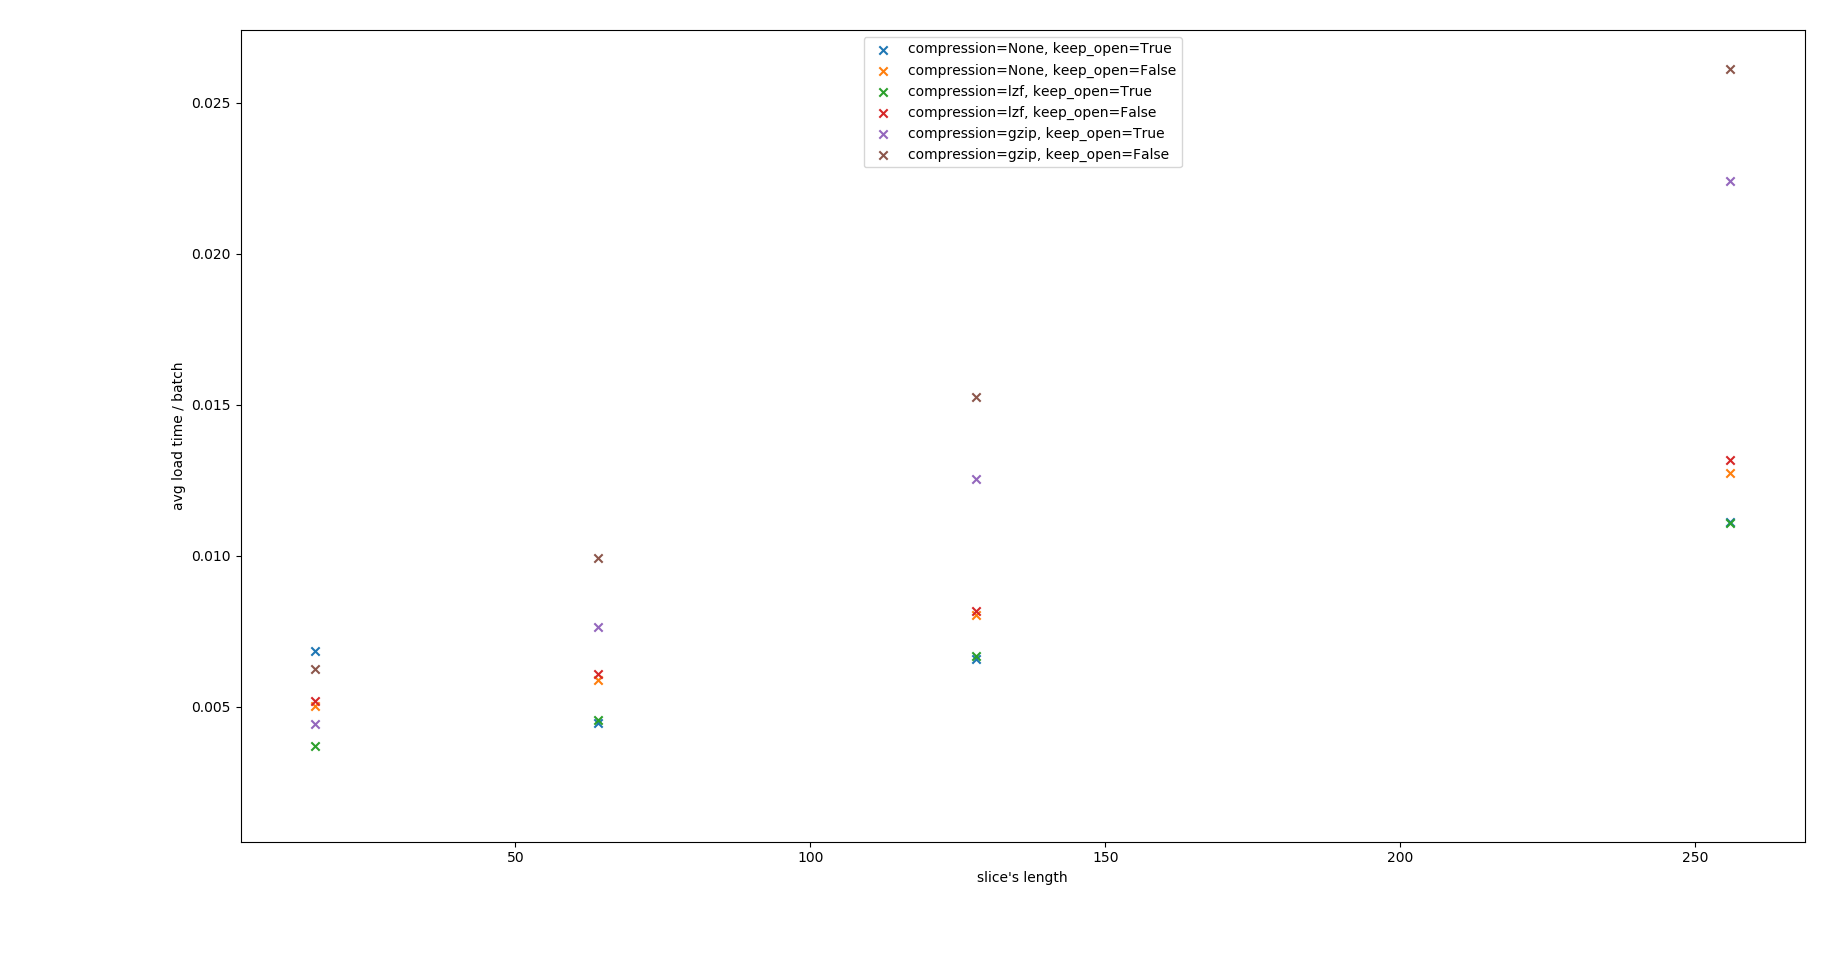 compression=None, keep_open=True
compression=None, keep_open=False
compression=lzf, keep_open=True
compression=lzf, keep_open=False
compression=gzip, keep_open=True
compression=gzip, keep_open=False
0.025
0.020
0.015
0.010
0.005
avg load time / batch
50 100 150 200 250
slice's length